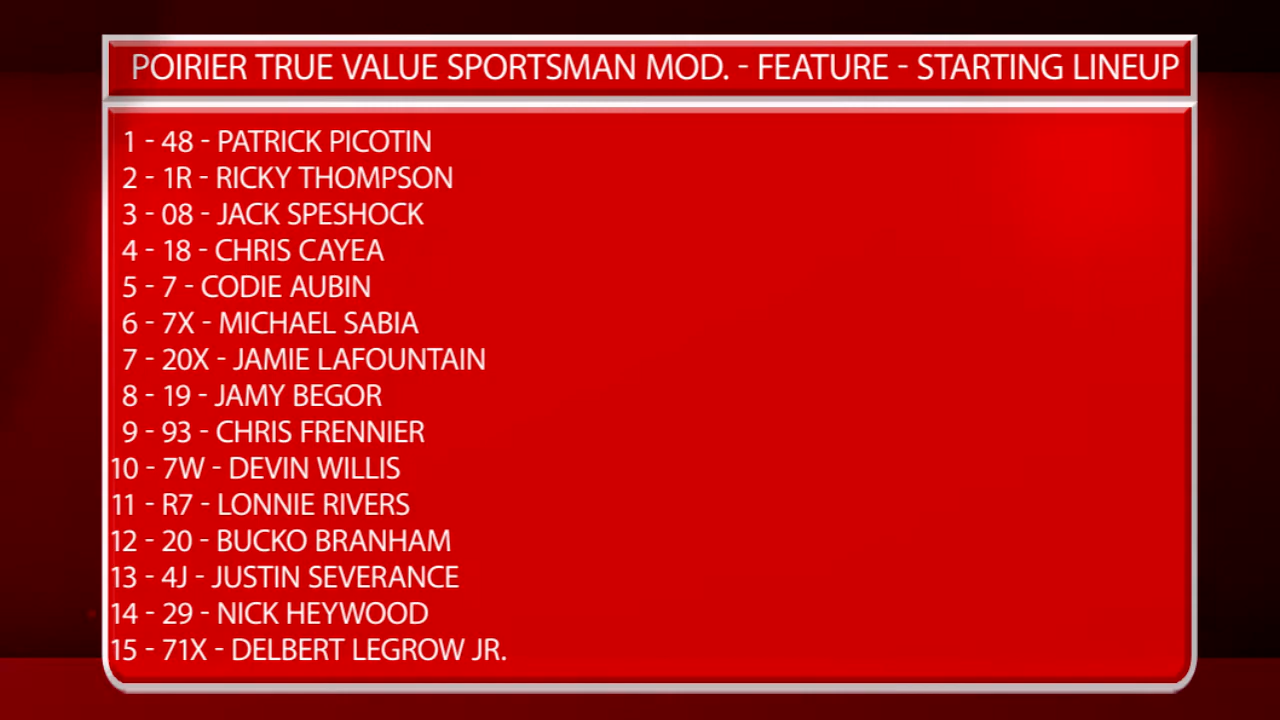 POIRIER TRUE VALUE SPORTSMAN MOD. - FEATURE - STARTING LINEUP
1 - 48 - PATRICK PICOTIN
2 - 1R - RICKY THOMPSON
3 - 08 - JACK SPESHOCK
4 - 18 - CHRIS CAYEA
5 - 7 - CODIE AUBIN
6 - 7X - MICHAEL SABIA
7 - 20X - JAMIE LAFOUNTAIN
8 - 19 - JAMY BEGOR
9 - 93 - CHRIS FRENNIER
10 - 7W - DEVIN WILLIS
11 - R7 - LONNIE RIVERS
12 - 20 - BUCKO BRANHAM
13 - 4J - JUSTIN SEVERANCE
14 - 29 - NICK HEYWOOD
15 - 71X - DELBERT LEGROW JR.